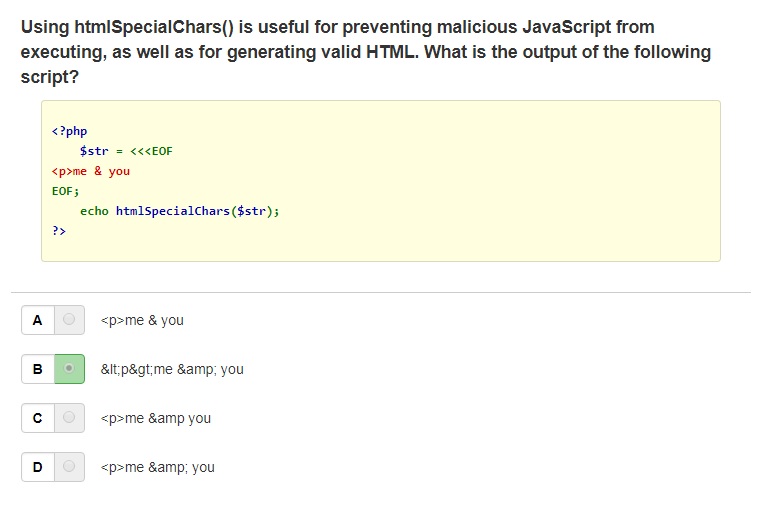 Using htmlSpecialChars() is useful for preventing malicious JavaScript from
executing, as well as for generating valid HTML. What is the output of the following
script?
<?php
$str = <<<EOF
<p>me & you
EOF;
echo htmlSpecialChars($str);
?>
A <p>me & you
B &lt;p&gt;me &amp; you
C <p>me &amp you
D <p>me &amp; you